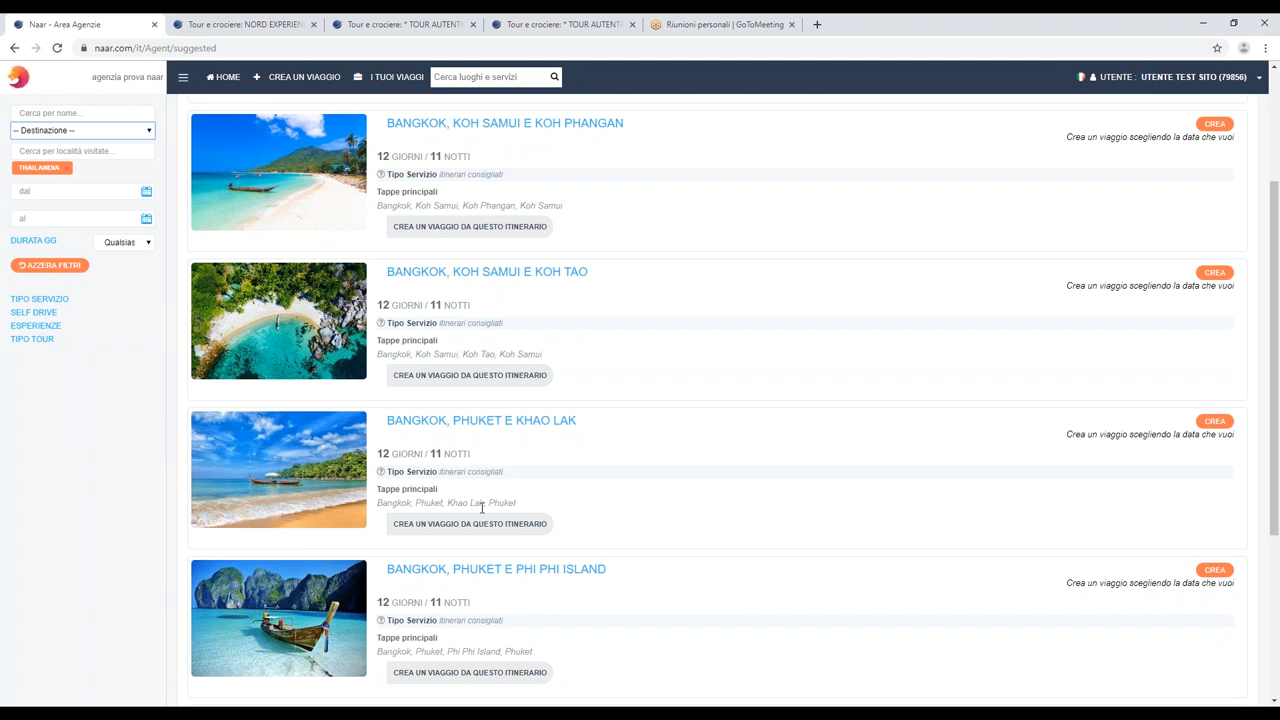 Naar - Area Agenzie
Tour e crociere: NORD EXPERIEN
Tour e crociere: * TOUR AUTENTI
Tour e crociere: * TOUR AUTENTI
Riunioni personali | GoToMeeting
naar.com/it/Agent/suggested
agenzia prova naar
HOME
CREA UN VIAGGIO
I TUOI VIAGGI
Cerca luoghi e servizi
UTENTE : UTENTE TEST SITO (79856)
Cerca per nome...
-- Destinazione --
Cerca per località visitate...
THAILANDIA
dal
al
DURATA GG
Qualsias
AZZERA FILTRI
TIPO SERVIZIO
SELF DRIVE
ESPERIENZE
TIPO TOUR
BANGKOK, KOH SAMUI E KOH PHANGAN
CREA
Crea un viaggio scegliendo la data che vuoi
12 GIORNI / 11 NOTTI
Tipo Servizio itinerari consigliati
Tappe principali
Bangkok, Koh Samui, Koh Phangan, Koh Samui
CREA UN VIAGGIO DA QUESTO ITINERARIO
BANGKOK, KOH SAMUI E KOH TAO
CREA
Crea un viaggio scegliendo la data che vuoi
12 GIORNI / 11 NOTTI
Tipo Servizio itinerari consigliati
Tappe principali
Bangkok, Koh Samui, Koh Tao, Koh Samui
CREA UN VIAGGIO DA QUESTO ITINERARIO
BANGKOK, PHUKET E KHAO LAK
CREA
Crea un viaggio scegliendo la data che vuoi
12 GIORNI / 11 NOTTI
Tipo Servizio itinerari consigliati
Tappe principali
Bangkok, Phuket, Khao Lak, Phuket
CREA UN VIAGGIO DA QUESTO ITINERARIO
BANGKOK, PHUKET E PHI PHI ISLAND
CREA
Crea un viaggio scegliendo la data che vuoi
12 GIORNI / 11 NOTTI
Tipo Servizio itinerari consigliati
Tappe principali
Bangkok, Phuket, Phi Phi Island, Phuket
CREA UN VIAGGIO DA QUESTO ITINERARIO